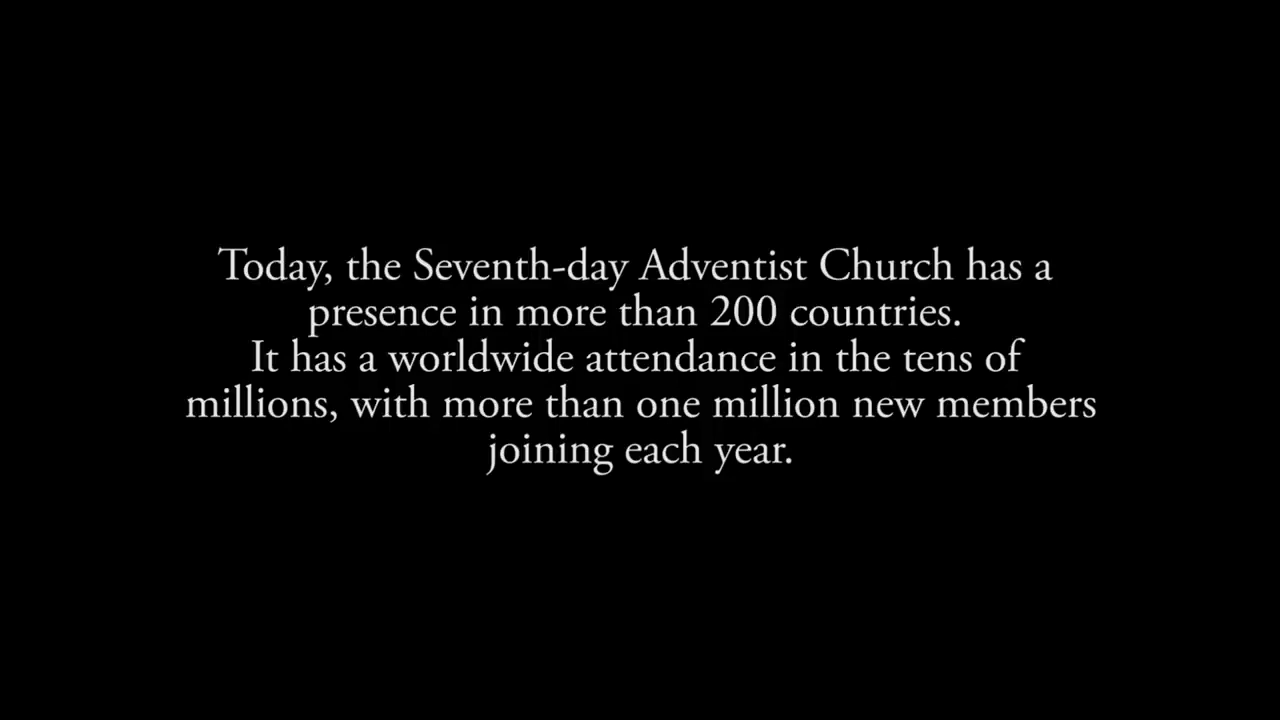 Today, the Seventh-day Adventist Church has a
presence in more than 200 countries.
It has a worldwide attendance in the tens of
millions, with more than one million new members
joining each year.